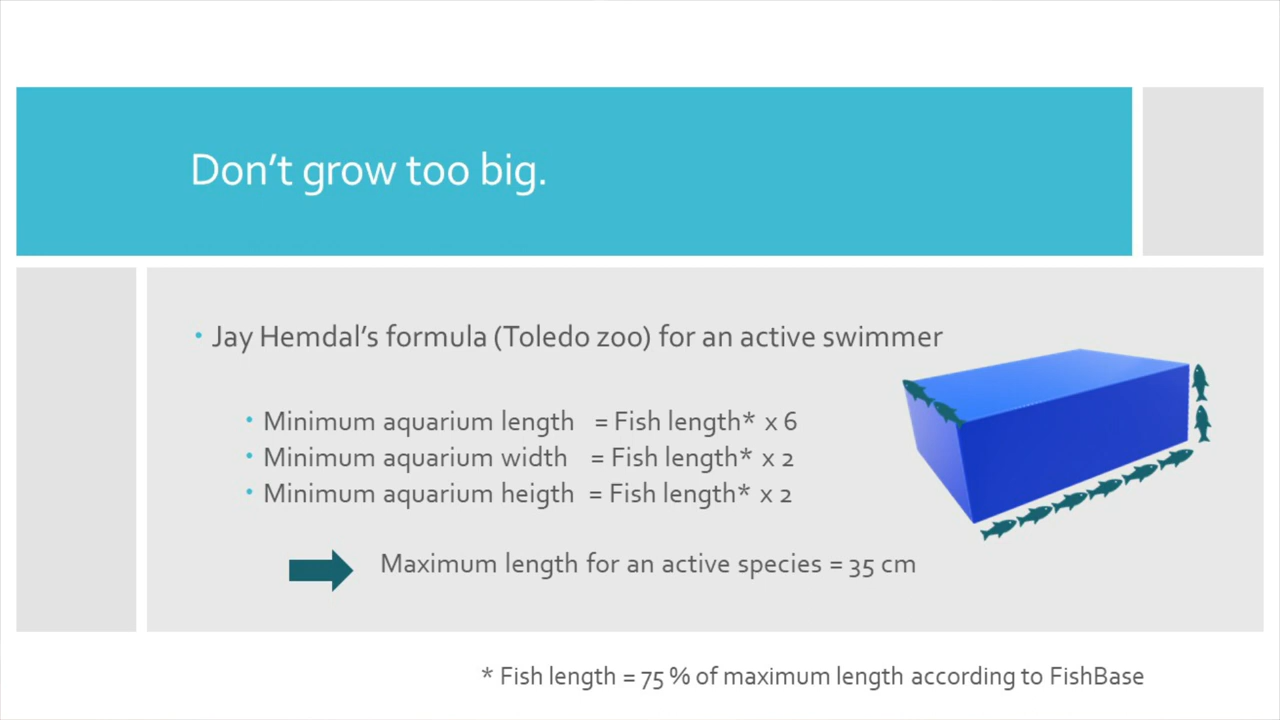 Don't grow too big.
• Jay Hemdal's formula (Toledo zoo) for an active swimmer
• Minimum aquarium length = Fish length* x 6
• Minimum aquarium width = Fish length* x 2
• Minimum aquarium heigth = Fish length* x 2
Maximum length for an active species = 35 cm
* Fish length = 75 % of maximum length according to FishBase